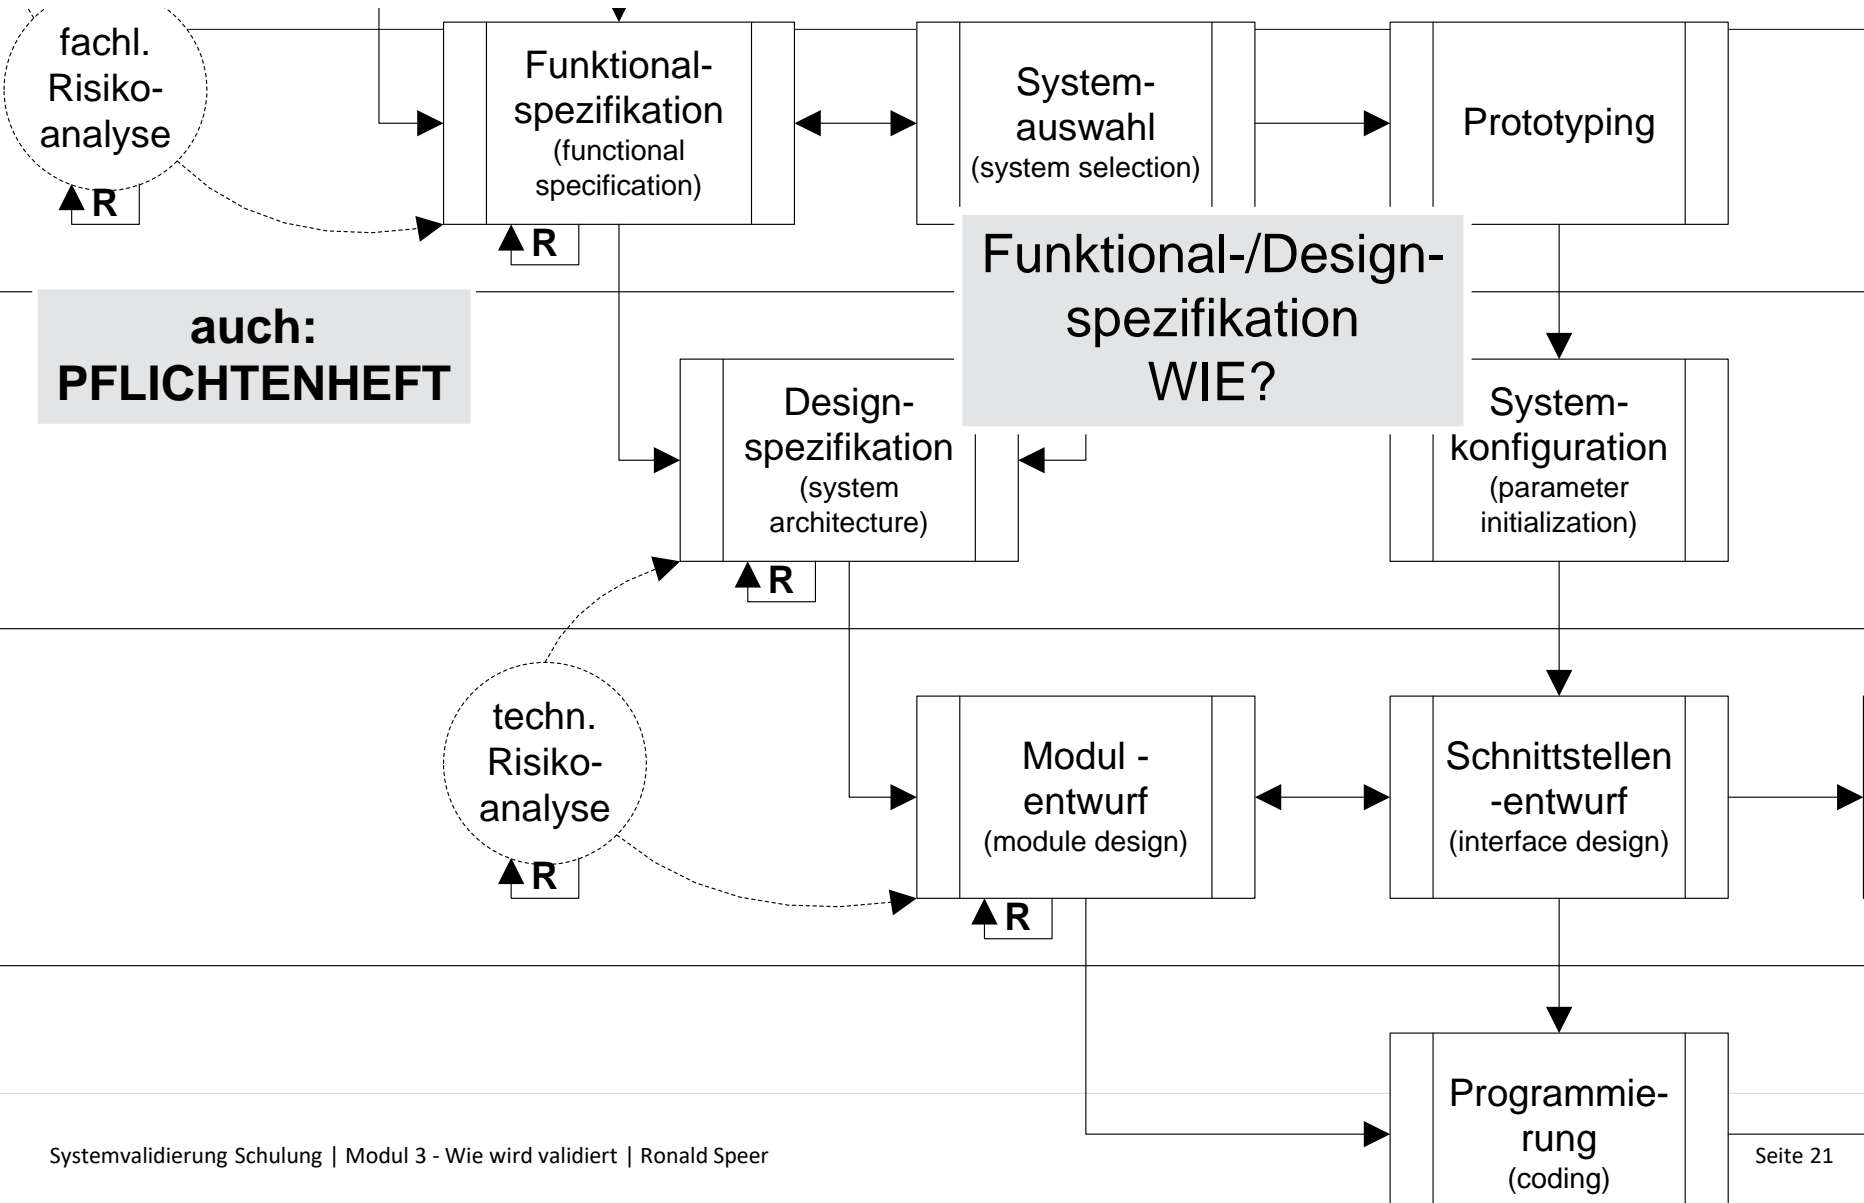 fachl.
Risiko-
analyse
R
Funktional-
spezifikation
(functional
specification)
R
System-
auswahl
(system selection)
Prototyping
Funktional-/Design-
spezifikation
WIE?
auch:
PFLICHTENHEFT
Design-
spezifikation
(system
architecture)
R
System-
konfiguration
(parameter
initialization)
techn.
Risiko-
analyse
R
Modul -
entwurf
(module design)
R
Schnittstellen
-entwurf
(interface design)
Programmie-
rung
(coding)
Systemvalidierung Schulung | Modul 3 - Wie wird validiert | Ronald Speer
Seite 21